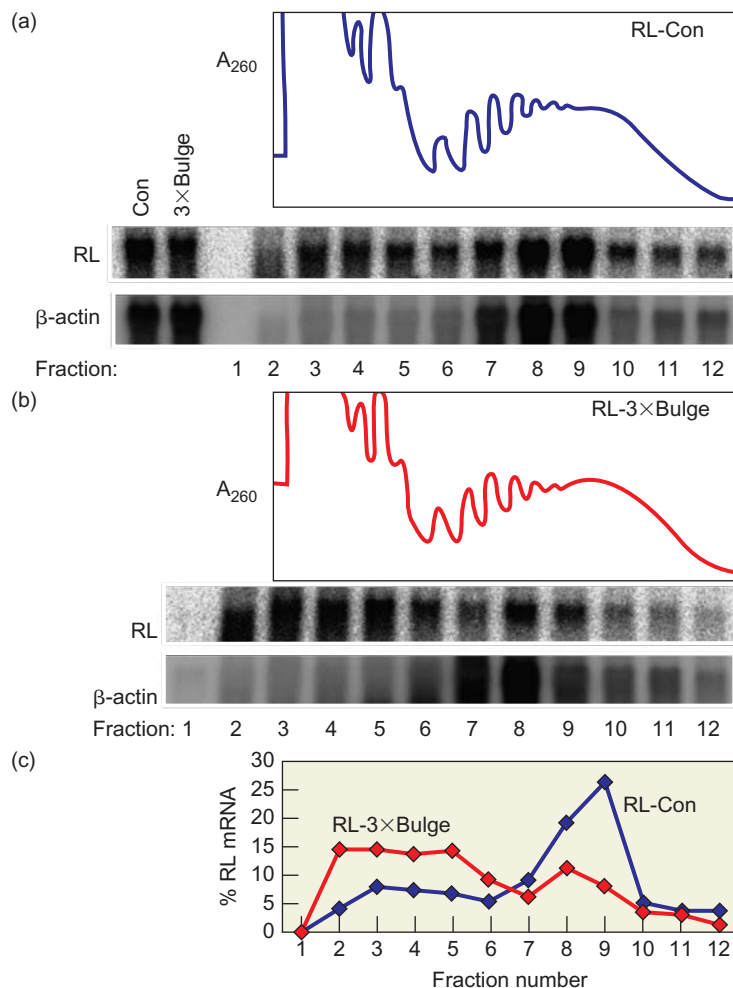 (a)
RL-Con
A260
Con
3×Bulge
RL
β-actin
Fraction: 1 2 3 4 5 6 7 8 9 10 11 12
(b)
RL-3×Bulge
A260
RL
β-actin
Fraction: 1 2 3 4 5 6 7 8 9 10 11 12
(c)
30
25
20
15
10
5
0
% RL mRNA
RL-3×Bulge
RL-Con
1 2 3 4 5 6 7 8 9 10 11 12
Fraction number